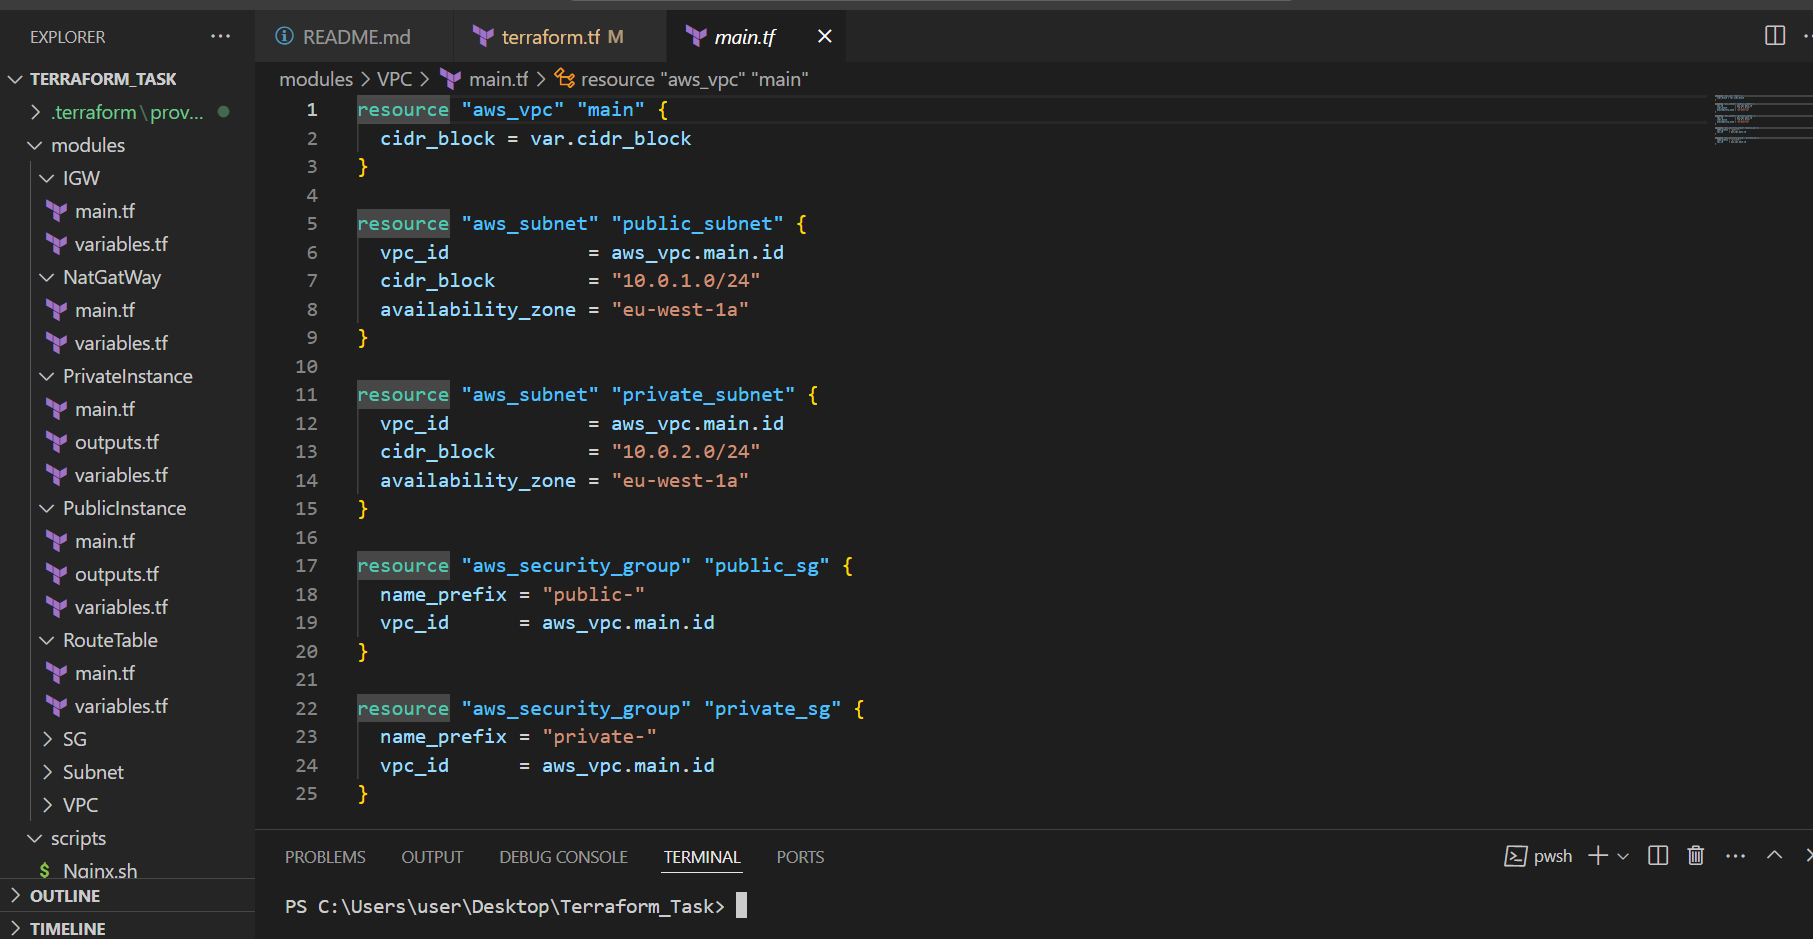 EXPLORER
TERRAFORM_TASK
.terraform\prov...
modules
IGW
main.tf
variables.tf
NatGatWay
main.tf
variables.tf
PrivateInstance
main.tf
outputs.tf
variables.tf
PublicInstance
main.tf
outputs.tf
variables.tf
RouteTable
main.tf
variables.tf
SG
Subnet
VPC
scripts
$ Nginx.sh
OUTLINE
TIMELINE
README.md terraform.tf M main.tf
modules > VPC > main.tf > resource "aws_vpc" "main"
1 resource "aws_vpc" "main" {
2 cidr_block = var.cidr_block
3 }
4
5 resource "aws_subnet" "public_subnet" {
6 vpc_id = aws_vpc.main.id
7 cidr_block = "10.0.1.0/24"
8 availability_zone = "eu-west-1a"
9 }
10
11 resource "aws_subnet" "private_subnet" {
12 vpc_id = aws_vpc.main.id
13 cidr_block = "10.0.2.0/24"
14 availability_zone = "eu-west-1a"
15 }
16
17 resource "aws_security_group" "public_sg" {
18 name_prefix = "public-"
19 vpc_id = aws_vpc.main.id
20 }
21
22 resource "aws_security_group" "private_sg" {
23 name_prefix = "private-"
24 vpc_id = aws_vpc.main.id
25 }
PROBLEMS OUTPUT DEBUG CONSOLE TERMINAL PORTS pwsh
PS C:\Users\user\Desktop\Terraform_Task>